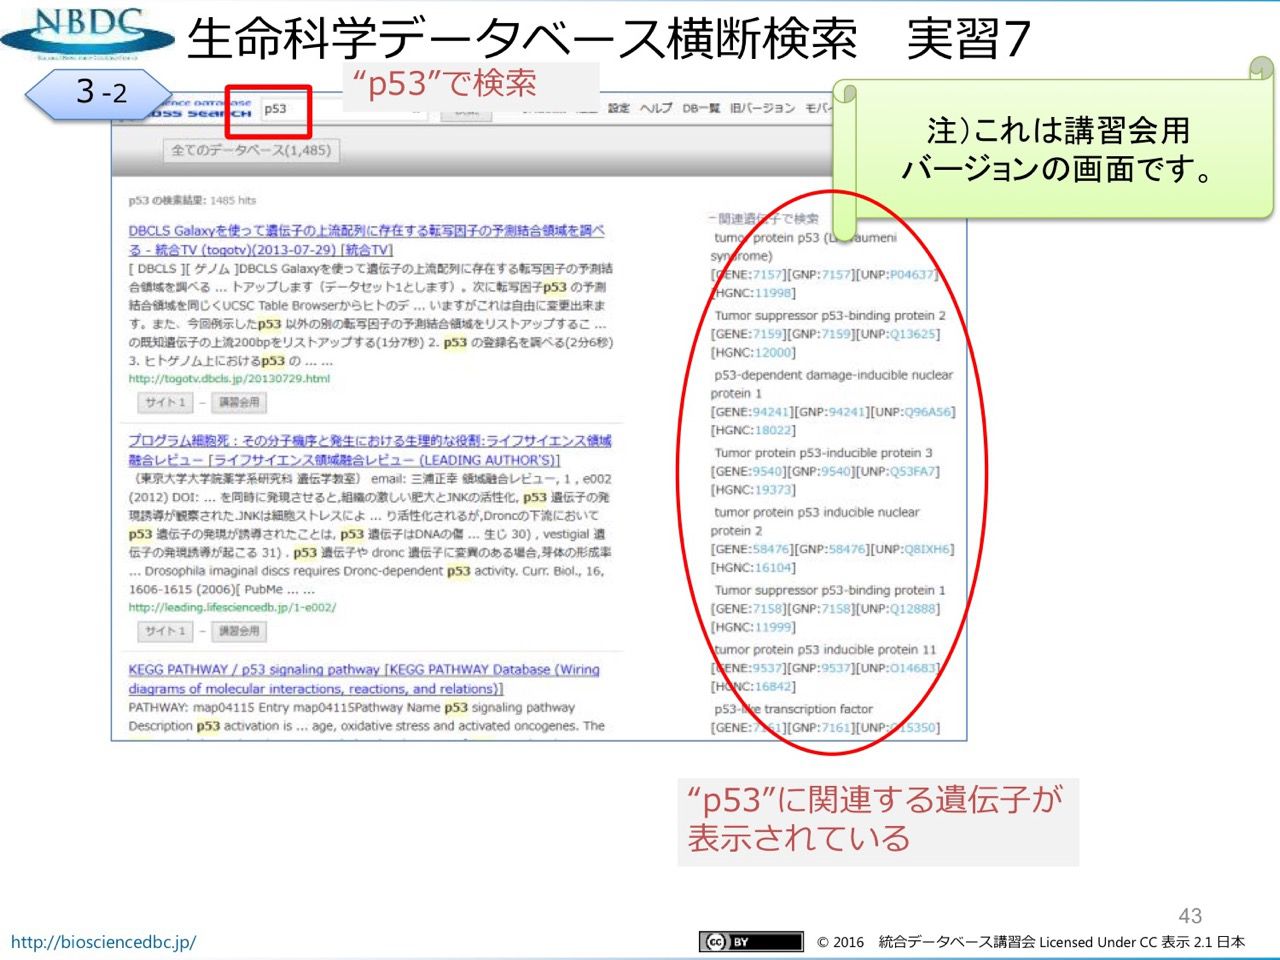 NBDC
生命科学データベース横断検索　実習7
3-2
“p53”で検索
SCIENCE DATABASE
CROSS SEARCH
p53
設定 ヘルプ DB一覧 旧バージョン モバイ
注）これは講習会用
バージョンの画面です。
全てのデータベース(1,485)
p53 の検索結果: 1485 hits
DBCLS Galaxyを使って遺伝子の上流配列に存在する転写因子の予測結合領域を調べ
る - 統合TV (togotv)(2013-07-29) [統合TV]
[ DBCLS ][ ゲノム ]DBCLS Galaxyを使って遺伝子の上流配列に存在する転写因子の予測結
合領域を調べる ... トアップします（データセット1とします）。次に転写因子p53 の予測
結合領域を同じくUCSC Table Browserからヒトのデ ... いますがこれは自由に変更出来ま
す。また、今回例示したp53 以外の別の転写因子の予測結合領域をリストアップするこ ...
の既知遺伝子の上流200bpをリストアップする(1分7秒) 2. p53 の登録名を調べる(2分6秒)
3. ヒトゲノム上におけるp53 の ... ...
http://togotv.dbcls.jp/20130729.html
サイト1 - 講習会用
プログラム細胞死 : その分子機序と発生における生理的な役割:ライフサイエンス領域
融合レビュー [ライフサイエンス領域融合レビュー (LEADING AUTHOR'S)]
（東京大学大学院薬学系研究科 遺伝学教室） email: 三浦正幸 領域融合レビュー, 1 , e002
(2012) DOI: ... を同時に発現させると,組織の激しい肥大とJNKの活性化, p53 遺伝子の発
現誘導が観察された.JNKは細胞ストレスによ ... り活性化されるが,Droncの下流において
p53 遺伝子の発現が誘導されたことは, p53 遺伝子はDNAの傷 ... 生じ 30) , vestigial 遺
伝子の発現誘導が起こる 31) . p53 遺伝子や dronc 遺伝子に変異のある場合,芽体の形成率
... Drosophila imaginal discs requires Dronc-dependent p53 activity. Curr. Biol., 16,
1606-1615 (2006)[ PubMe ... ...
http://leading.lifesciencedb.jp/1-e002/
サイト1 - 講習会用
KEGG PATHWAY / p53 signaling pathway [KEGG PATHWAY Database (Wiring
diagrams of molecular interactions, reactions, and relations)]
PATHWAY: map04115 Entry map04115Pathway Name p53 signaling pathway
Description p53 activation is ... age, oxidative stress and activated oncogenes. The
－関連遺伝子で検索
tumor protein p53 (Li-Fraumeni
syndrome)
[GENE:7157][GNP:7157][UNP:P04637]
[HGNC:11998]
Tumor suppressor p53-binding protein 2
[GENE:7159][GNP:7159][UNP:Q13625]
[HGNC:12000]
p53-dependent damage-inducible nuclear
protein 1
[GENE:94241][GNP:94241][UNP:Q96A56]
[HGNC:18022]
Tumor protein p53-inducible protein 3
[GENE:9540][GNP:9540][UNP:Q53FA7]
[HGNC:19373]
tumor protein p53 inducible nuclear
protein 2
[GENE:58476][GNP:58476][UNP:Q8IXH6]
[HGNC:16104]
Tumor suppressor p53-binding protein 1
[GENE:7158][GNP:7158][UNP:Q12888]
[HGNC:11999]
tumor protein p53 inducible protein 11
[GENE:9537][GNP:9537][UNP:O14683]
[HGNC:16842]
p53-like transcription factor
[GENE:7161][GNP:7161][UNP:O15350]
“p53”に関連する遺伝子が
表示されている
43
http://biosciencedbc.jp/
cc BY
© 2016　統合データベース講習会 Licensed Under CC 表示 2.1 日本